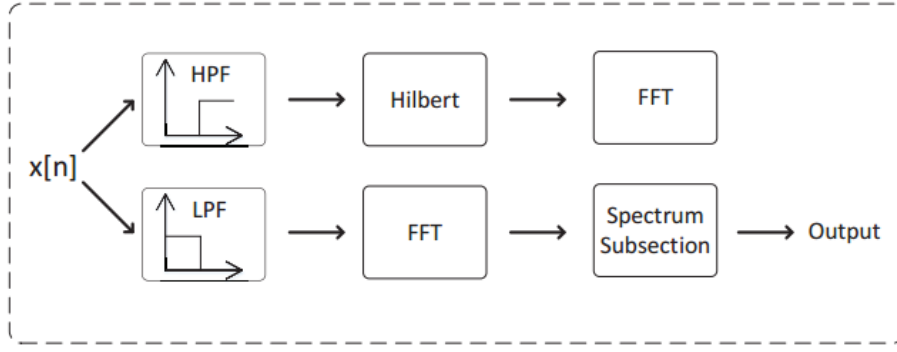 HPF
Hilbert
FFT
x[n]
LPF
FFT
Spectrum
Subsection
Output